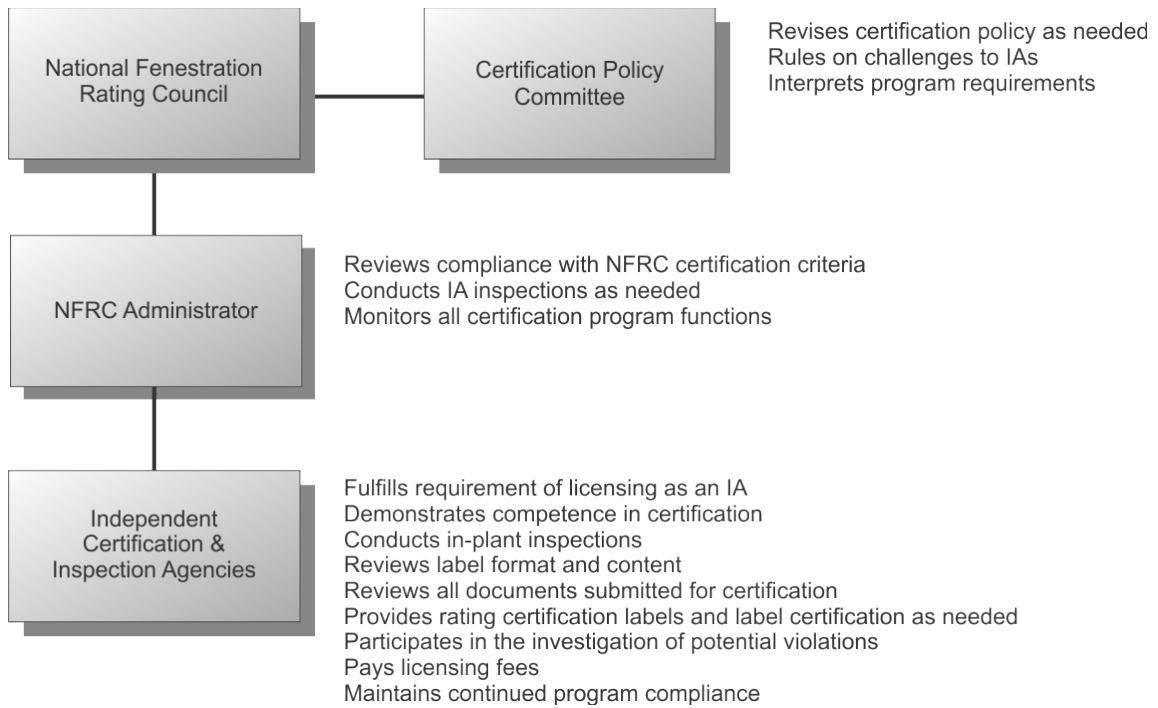 National Fenestration
Rating Council
Certification Policy
Committee
Revises certification policy as needed
Rules on challenges to IAs
Interprets program requirements
NFRC Administrator
Reviews compliance with NFRC certification criteria
Conducts IA inspections as needed
Monitors all certification program functions
Independent
Certification &
Inspection Agencies
Fulfills requirement of licensing as an IA
Demonstrates competence in certification
Conducts in-plant inspections
Reviews label format and content
Reviews all documents submitted for certification
Provides rating certification labels and label certification as needed
Participates in the investigation of potential violations
Pays licensing fees
Maintains continued program compliance